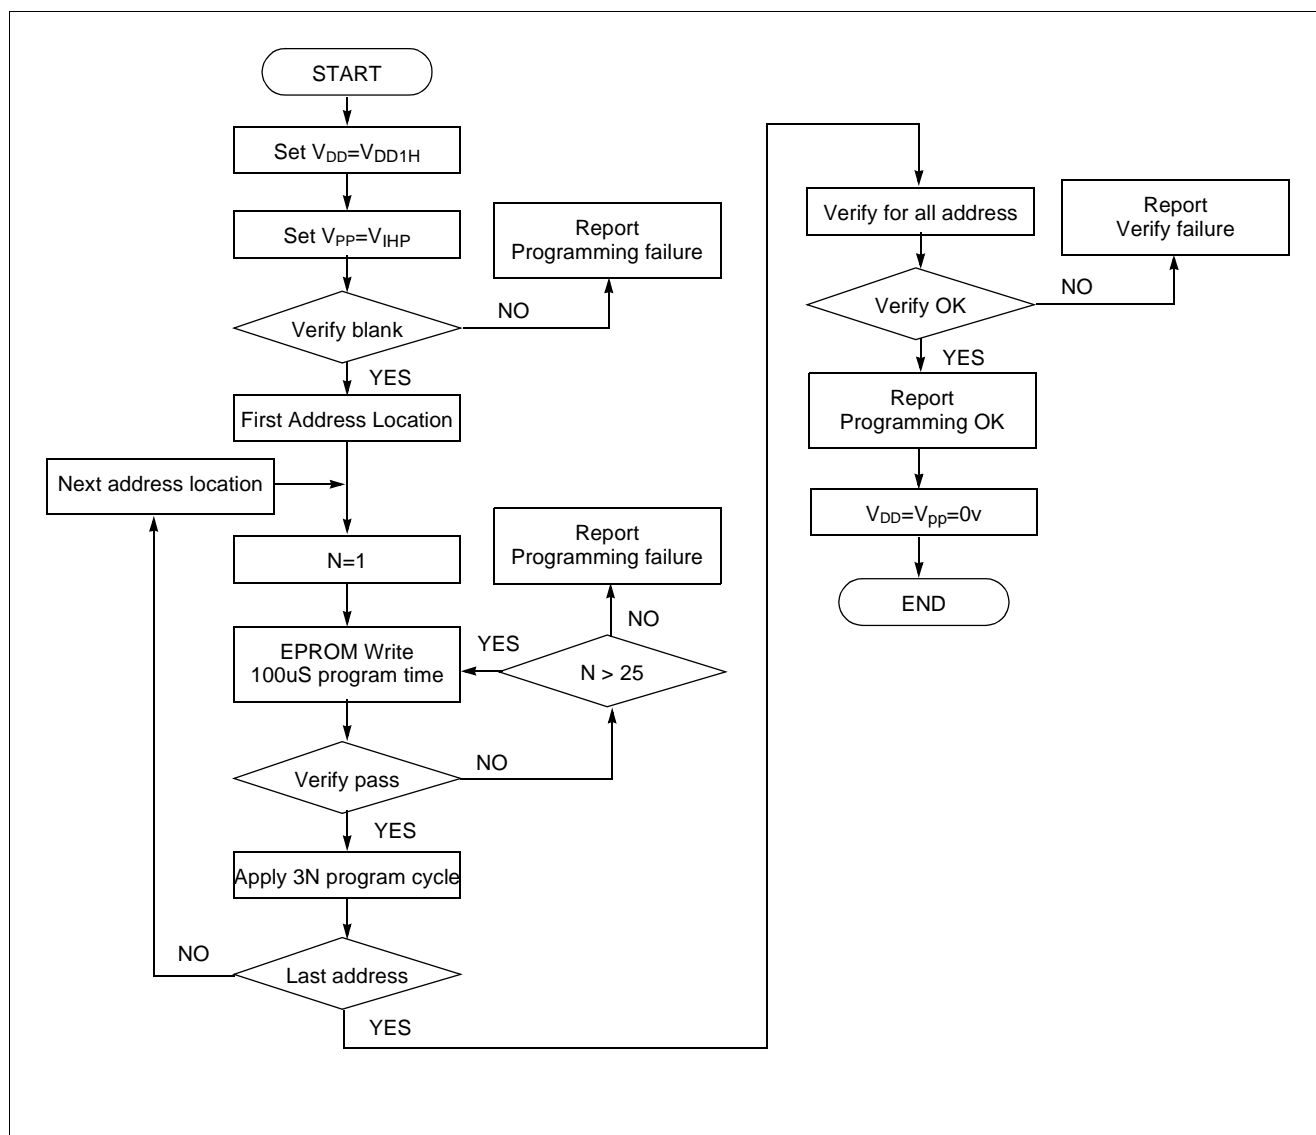 START
Set VDD=VDD1H
Set VPP=VIHP
Report
Programming failure
NO
Verify blank
YES
First Address Location
Next address location
N=1
Report
Programming failure
NO
YES
EPROM Write
100uS program time
N > 25
Verify pass
NO
YES
Apply 3N program cycle
NO
Last address
YES
Verify for all address
Report
Verify failure
NO
Verify OK
YES
Report
Programming OK
VDD=Vpp=0v
END